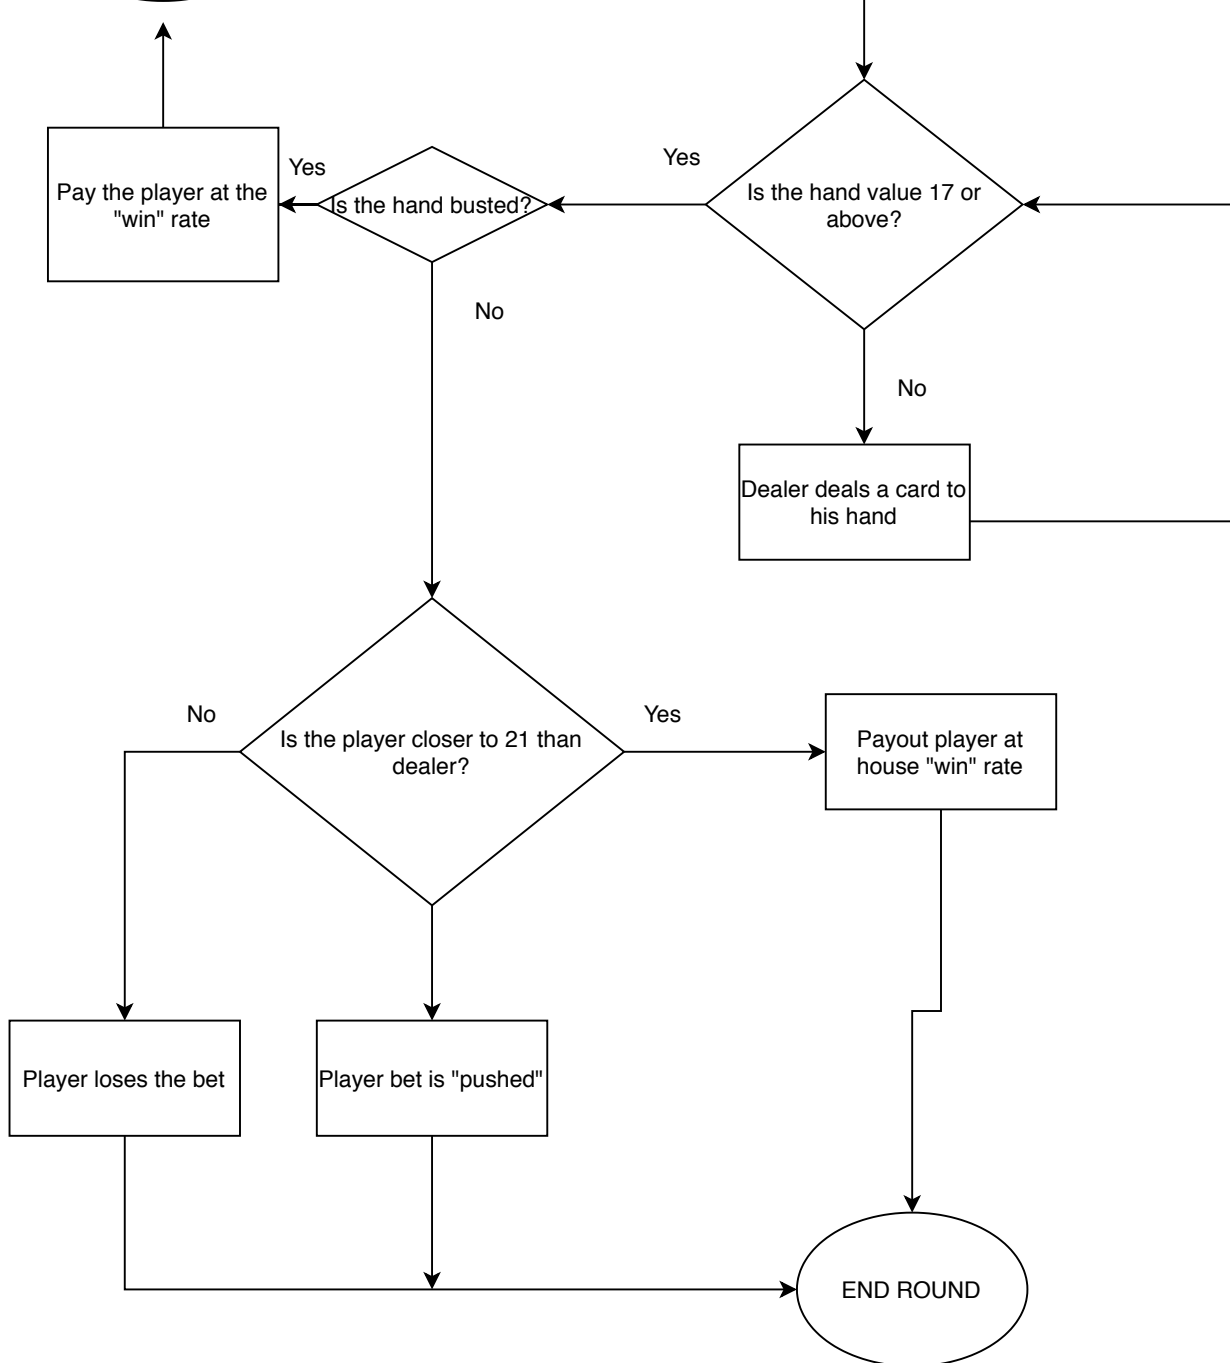 Yes
Yes
Pay the player at the
"win" rate
Is the hand busted?
Is the hand value 17 or
above?
No
No
Dealer deals a card to
his hand
No
Yes
Is the player closer to 21 than
dealer?
Payout player at
house "win" rate
Player loses the bet
Player bet is "pushed"
END ROUND